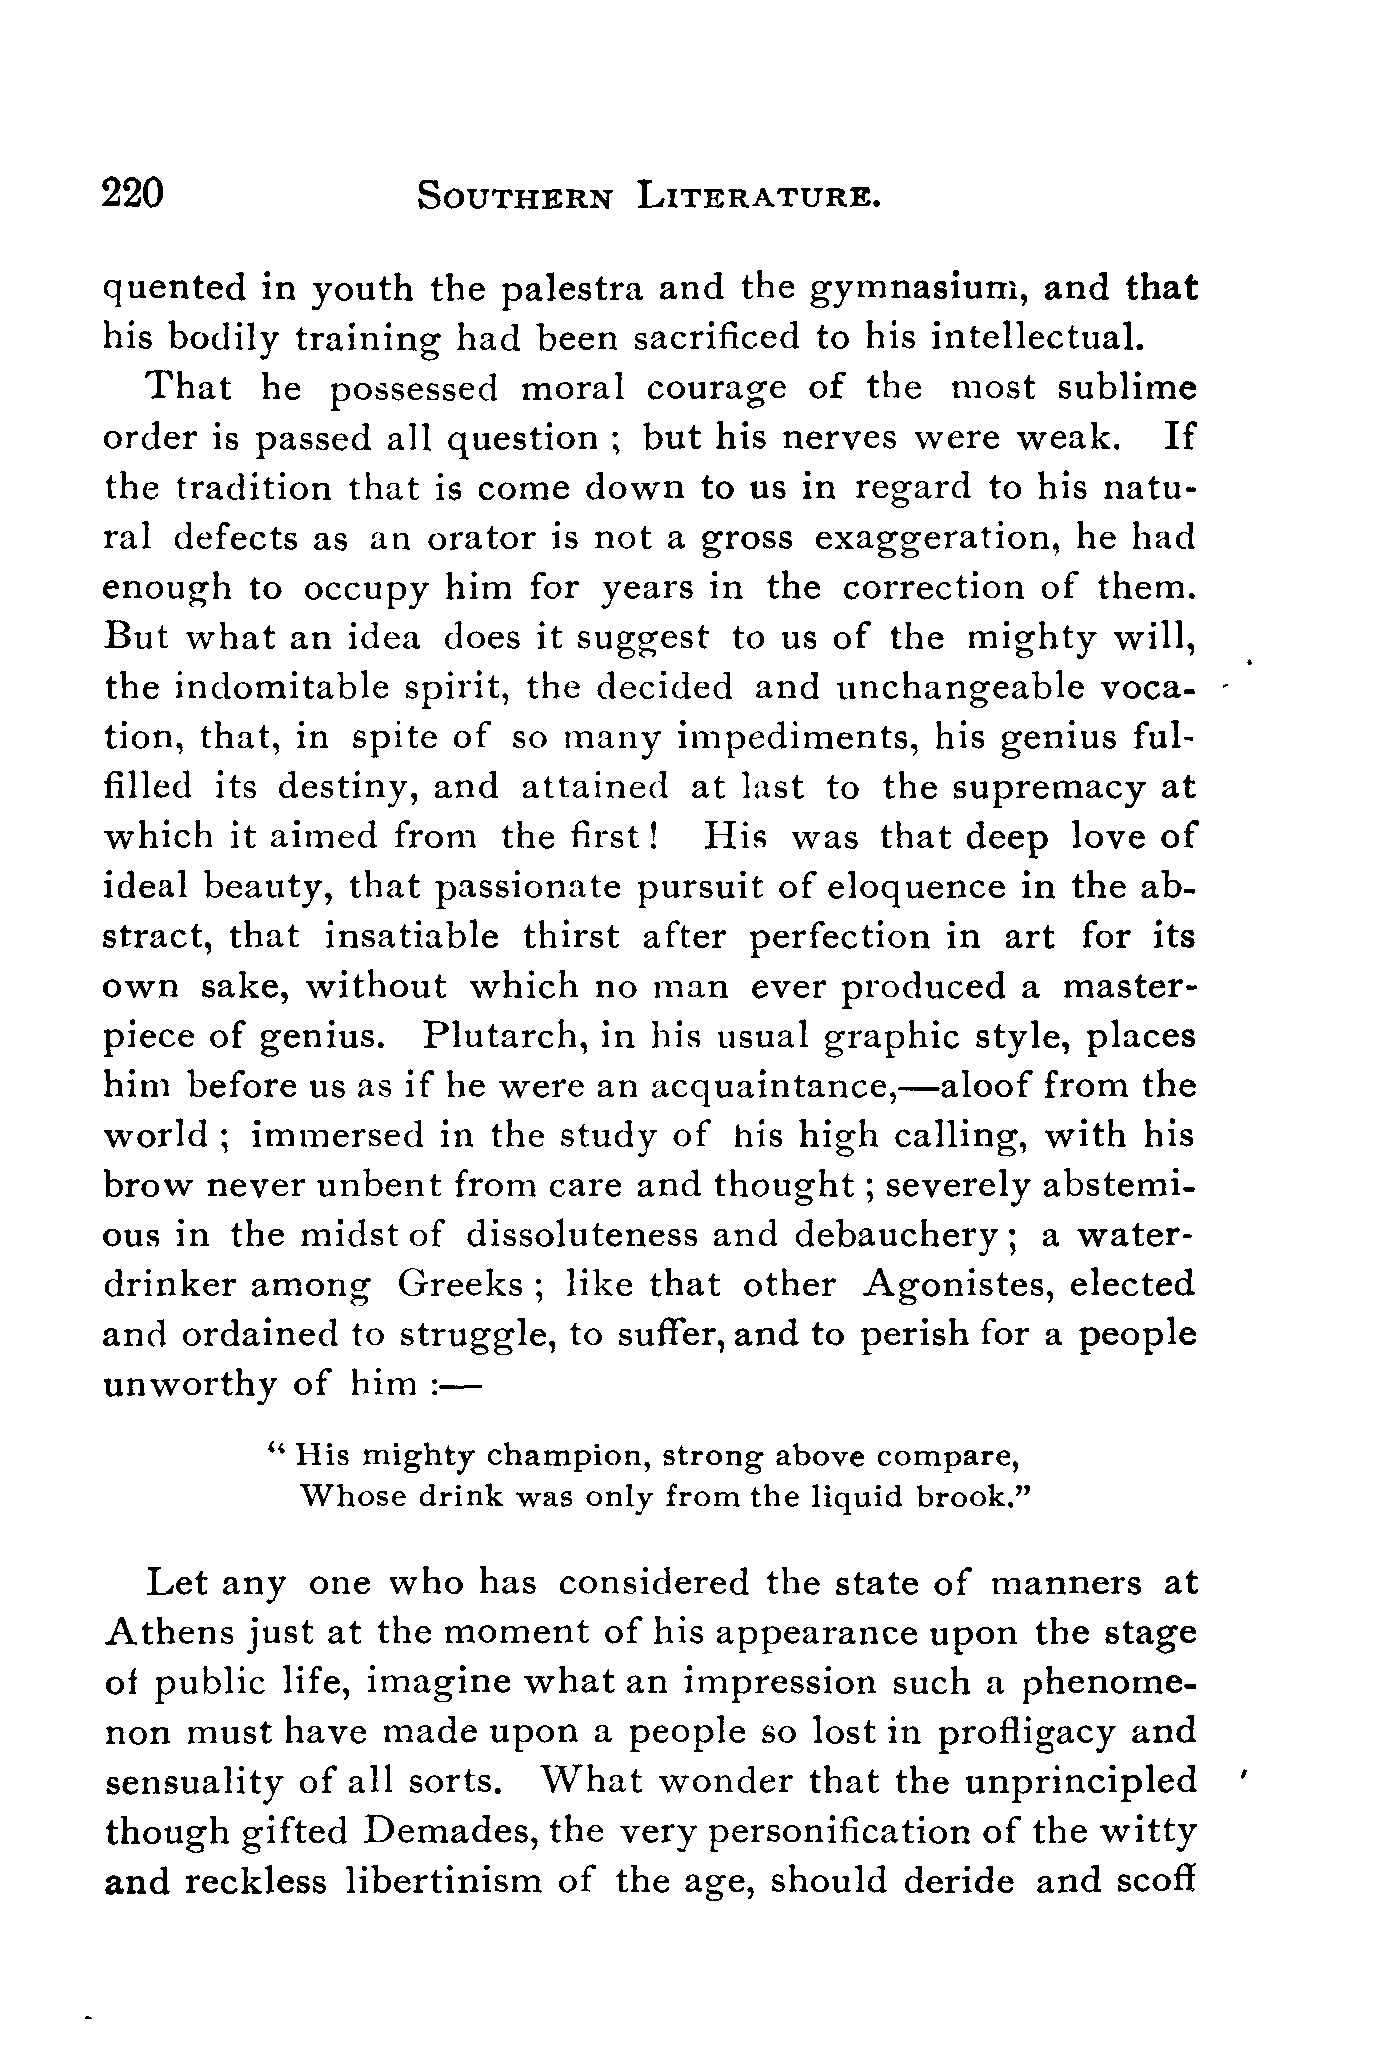 220 SOUTHERN LITERATURE.
quented in youth the palestra and the gymnasium, and that
his bodily training had been sacrificed to his intellectual.
That he possessed moral courage of the most sublime
order is passed all question ; but his nerves were weak. If
the tradition that is come down to us in regard to his natu-
ral defects as an orator is not a gross exaggeration, he had
enough to occupy him for years in the correction of them.
But what an idea does it suggest to us of the mighty will,
the indomitable spirit, the decided and unchangeable voca-
tion, that, in spite of so many impediments, his genius ful-
filled its destiny, and attained at last to the supremacy at
which it aimed from the first ! His was that deep love of
ideal beauty, that passionate pursuit of eloquence in the ab-
stract, that insatiable thirst after perfection in art for its
own sake, without which no man ever produced a master-
piece of genius. Plutarch, in his usual graphic style, places
him before us as if he were an acquaintance,—aloof from the
world ; immersed in the study of his high calling, with his
brow never unbent from care and thought ; severely abstemi-
ous in the midst of dissoluteness and debauchery ; a water-
drinker among Greeks ; like that other Agonistes, elected
and ordained to struggle, to suffer, and to perish for a people
unworthy of him :—
“ His mighty champion, strong above compare,
Whose drink was only from the liquid brook.”
Let any one who has considered the state of manners at
Athens just at the moment of his appearance upon the stage
of public life, imagine what an impression such a phenome-
non must have made upon a people so lost in profligacy and
sensuality of all sorts. What wonder that the unprincipled
though gifted Demades, the very personification of the witty
and reckless libertinism of the age, should deride and scoff